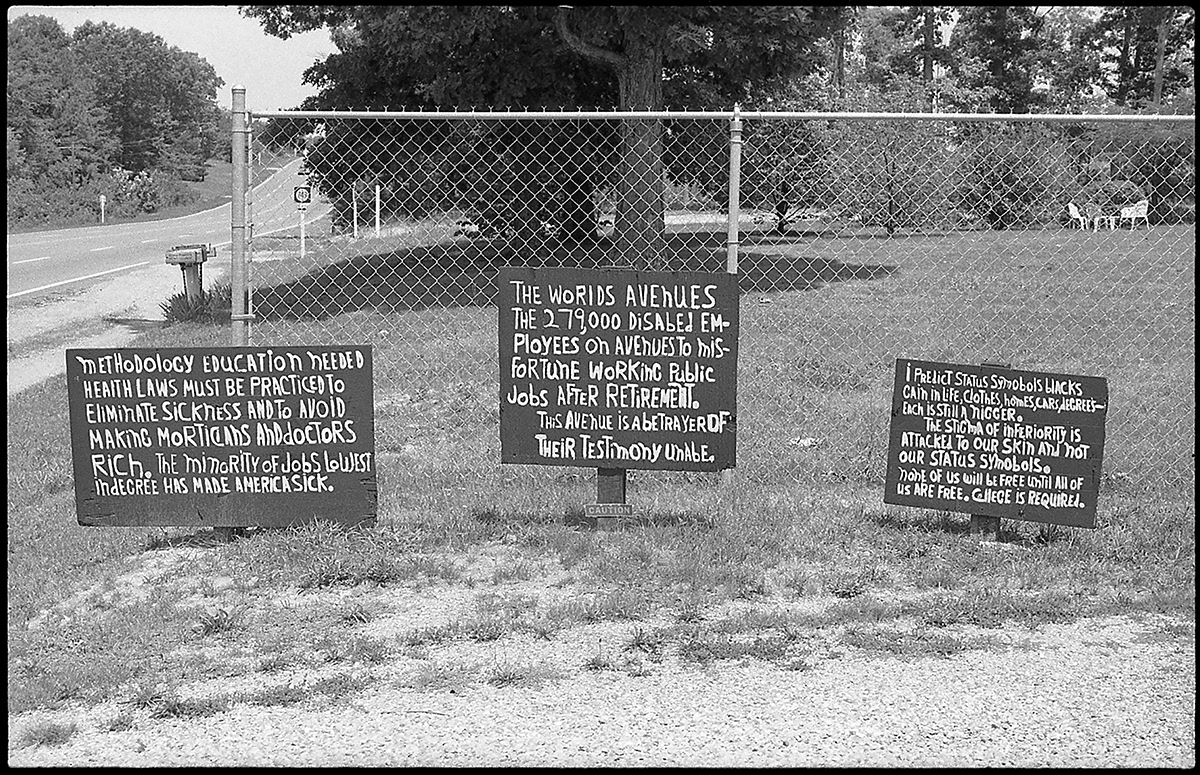 METHODOLOGY EDUCATION NEEDED
HEALTH LAWS MUST BE PRACTICED TO
ELIMINATE SICKNESS AND TO AVOID
MAKING MORTICIANS AND DOCTORS
RICH. THE MINORITY OF JOBS LOWEST
IN DEGREE HAS MADE AMERICA SICK.
THE WORLDS AVENUES
THE 279,000 DISABLED EM-
PLOYEES ON AVENUES TO MIS-
FORTUNE WORKING PUBLIC
JOBS AFTER RETIREMENT.
THIS AVENUE IS A BETRAYER OF
THEIR TESTIMONY UNABLE.
CAUTION
I PREDICT STATUS SYMOBOLS BLACKS
GAIN IN LIFE, CLOTHES, HOMES, CARS, DEGREES—
EACH IS STILL A NIGGER.
THE STIGMA OF INFERIORITY IS
ATTACKED TO OUR SKIN AND NOT
OUR STATUS SYMOBOLS.
NONE OF US WILL BE FREE UNTIL ALL OF
US ARE FREE. COLLEGE IS REQUIRED.